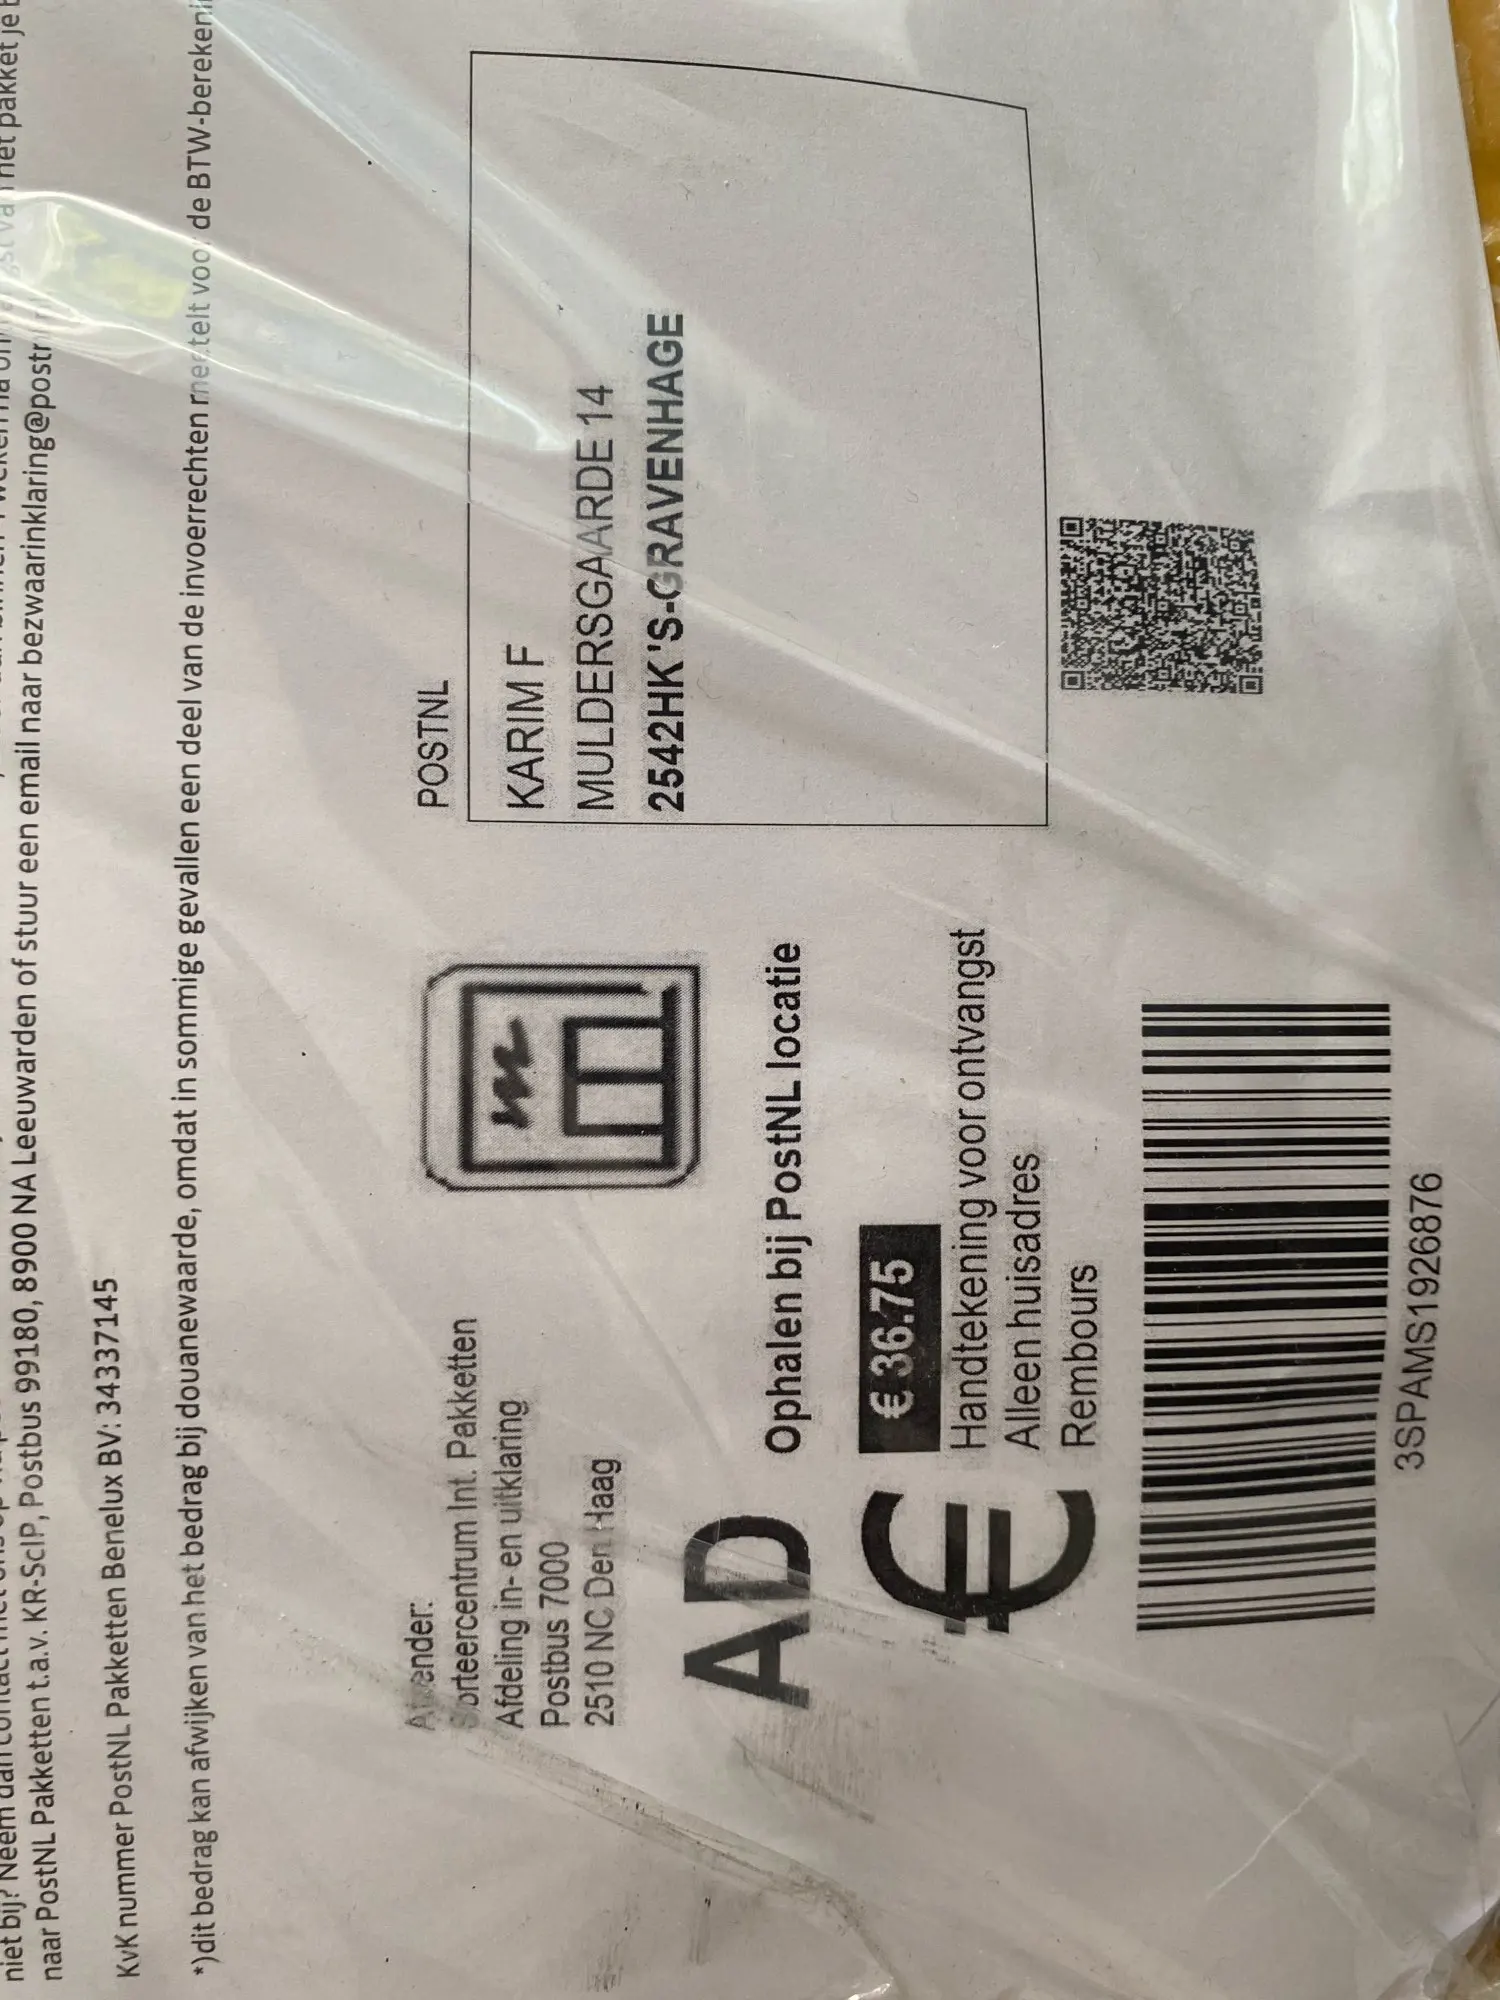 niet bij? Neem dan contact met ons op
naar PostNL Pakketten t.a.v. KR-ScIP, Postbus 99180, 8900 NA Leeuwarden of stuur een email naar bezwaarinklaring@postnl.nl
KvK nummer PostNL Pakketten Benelux BV: 34337145
*)dit bedrag kan afwijken van het bedrag bij douanewaarde, omdat in sommige gevallen een deel van de invoerrechten meetelt voor de BTW-berekeni
Afzender:
Sorteercentrum Int. Pakketten
Afdeling in- en uitklaring
Postbus 7000
2510 NC Den Haag
POSTNL
KARIM F
MULDERSGAARDE 14
2542HK 'S-GRAVENHAGE
AD
Ophalen bij PostNL locatie
€
€ 36.75
Handtekening voor ontvangst
Alleen huisadres
Rembours
3SPAMS1926876